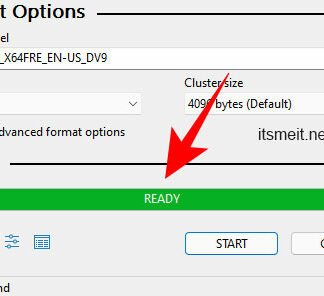 t Options
el
_X64FRE_EN-US_DV9
Cluster size
4096 bytes (Default)
dvanced format options
itsmeit.ne
READY
START
nd